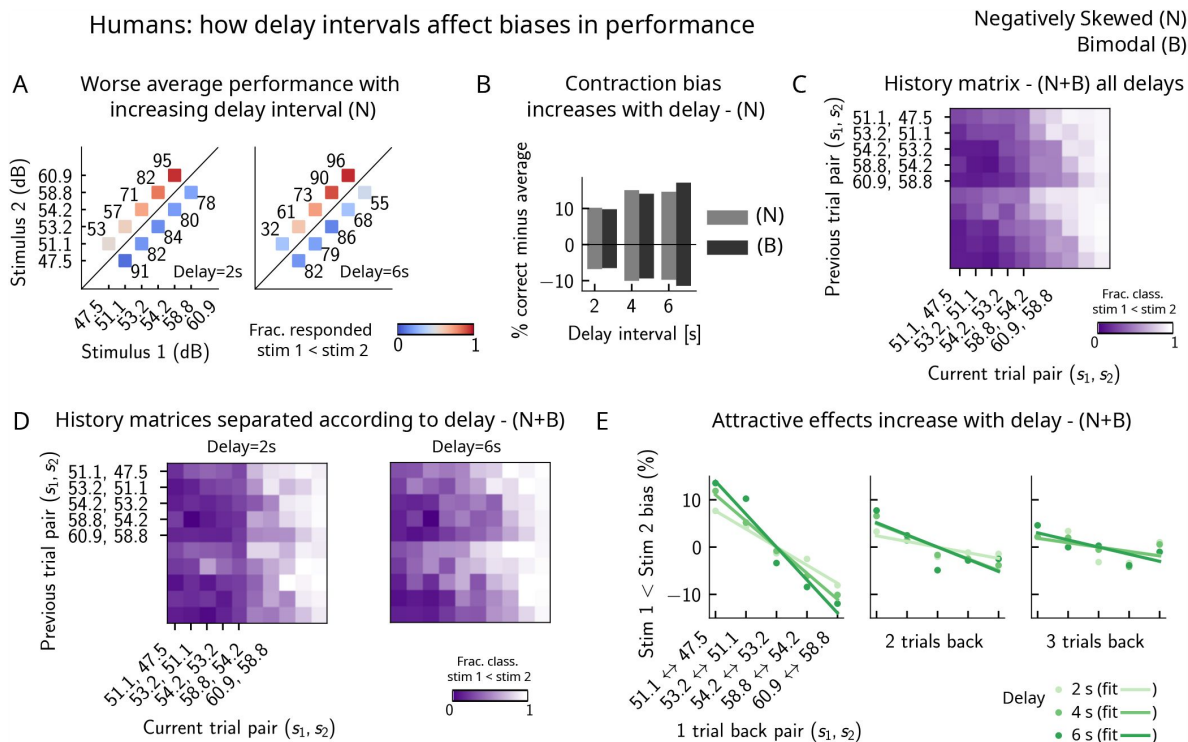 Humans: how delay intervals affect biases in performance
Negatively Skewed (N)
Bimodal (B)
A
Worse average performance with
increasing delay interval (N)
Stimulus 2 (dB)
60.9
58.8
54.2
53.2
51.1
47.5
95
82
71
57
53
78
80
84
82
91
Delay=2s
96
90
73
61
32
55
68
86
79
82
Delay=6s
47.5
51.1
53.2
54.2
58.8
60.9
Stimulus 1 (dB)
Frac. responded
stim 1 < stim 2
0
1
B
Contraction bias
increases with delay - (N)
% correct minus average
10
0
−10
2
4
6
Delay interval [s]
(N)
(B)
C
History matrix - (N+B) all delays
Previous trial pair (s₁, s₂)
51.1, 47.5
53.2, 51.1
54.2, 53.2
58.8, 54.2
60.9, 58.8
51.1, 47.5
53.2, 51.1
54.2, 53.2
58.8, 54.2
60.9, 58.8
Current trial pair (s₁, s₂)
Frac. class.
stim 1 < stim 2
0
1
D
History matrices separated according to delay - (N+B)
Delay=2s
Delay=6s
Previous trial pair (s₁, s₂)
51.1, 47.5
53.2, 51.1
54.2, 53.2
58.8, 54.2
60.9, 58.8
51.1, 47.5
53.2, 51.1
54.2, 53.2
58.8, 54.2
60.9, 58.8
Current trial pair (s₁, s₂)
Frac. class.
stim 1 < stim 2
0
1
E
Attractive effects increase with delay - (N+B)
Stim 1 < Stim 2 bias (%)
10
0
−10
51.1 ↔ 47.5
53.2 ↔ 51.1
54.2 ↔ 53.2
58.8 ↔ 54.2
60.9 ↔ 58.8
1 trial back pair (s₁, s₂)
2 trials back
3 trials back
Delay
2 s (fit )
4 s (fit )
6 s (fit )